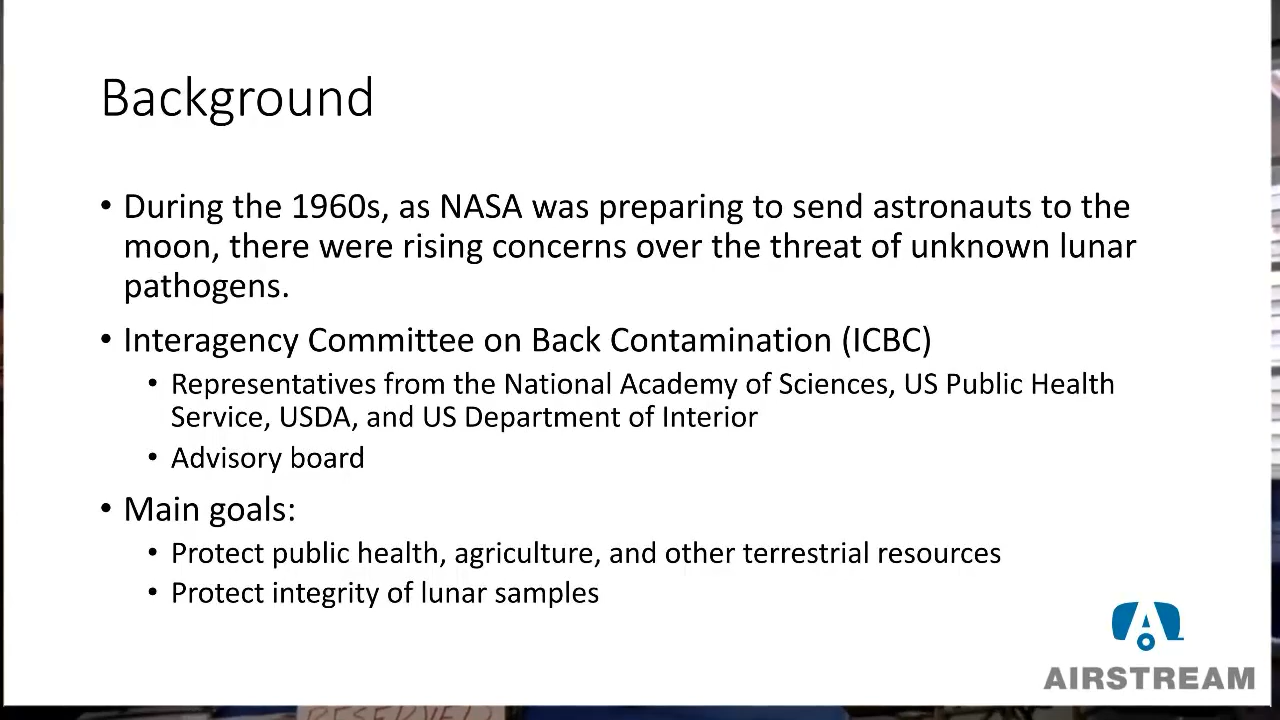 Background
• During the 1960s, as NASA was preparing to send astronauts to the
moon, there were rising concerns over the threat of unknown lunar
pathogens.
• Interagency Committee on Back Contamination (ICBC)
• Representatives from the National Academy of Sciences, US Public Health
Service, USDA, and US Department of Interior
• Advisory board
• Main goals:
• Protect public health, agriculture, and other terrestrial resources
• Protect integrity of lunar samples
AIRSTREAM
RESERVED